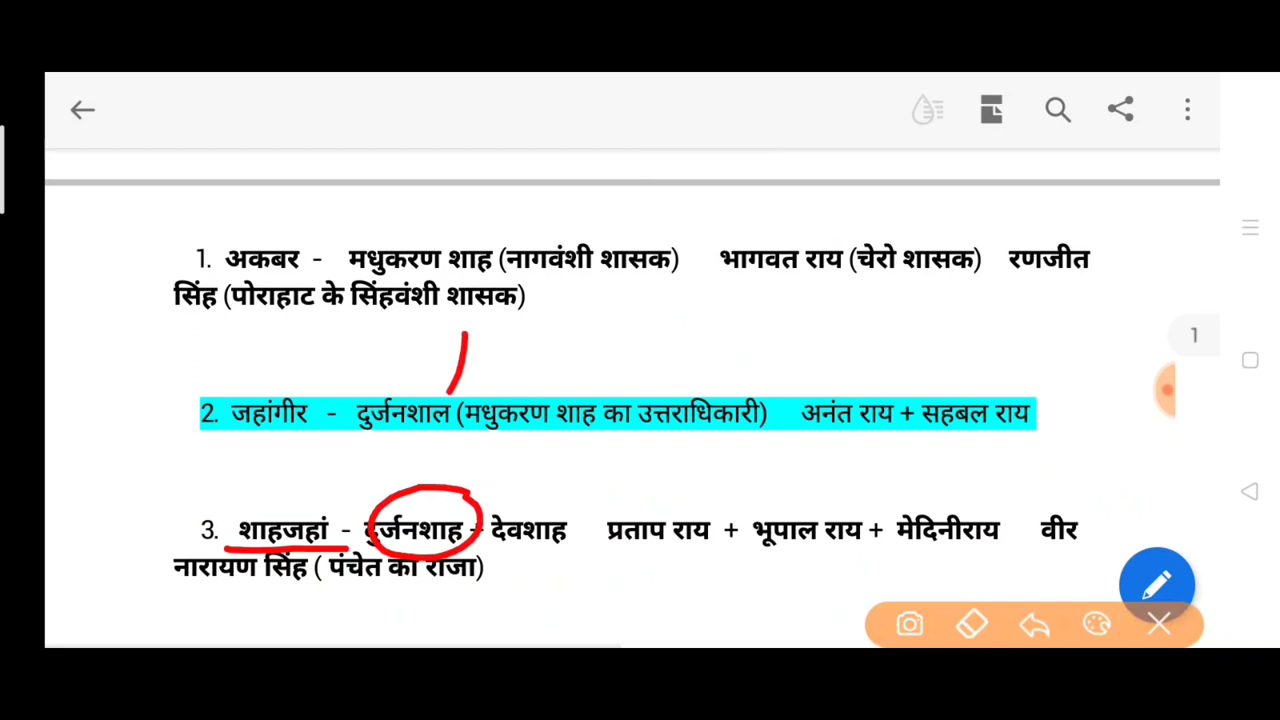 1. अकबर - मधुकरण शाह (नागवंशी शासक) भागवत राय (चेरो शासक) रणजीत
सिंह (पोराहाट के सिंहवंशी शासक)
1
2. जहांगीर - दुर्जनशाल (मधुकरण शाह का उत्तराधिकारी) अनंत राय + सहबल राय
3. शाहजहां - दुर्जनशाह + देवशाह प्रताप राय + भूपाल राय + मेदिनीराय वीर
नारायण सिंह ( पंचेत का राजा)